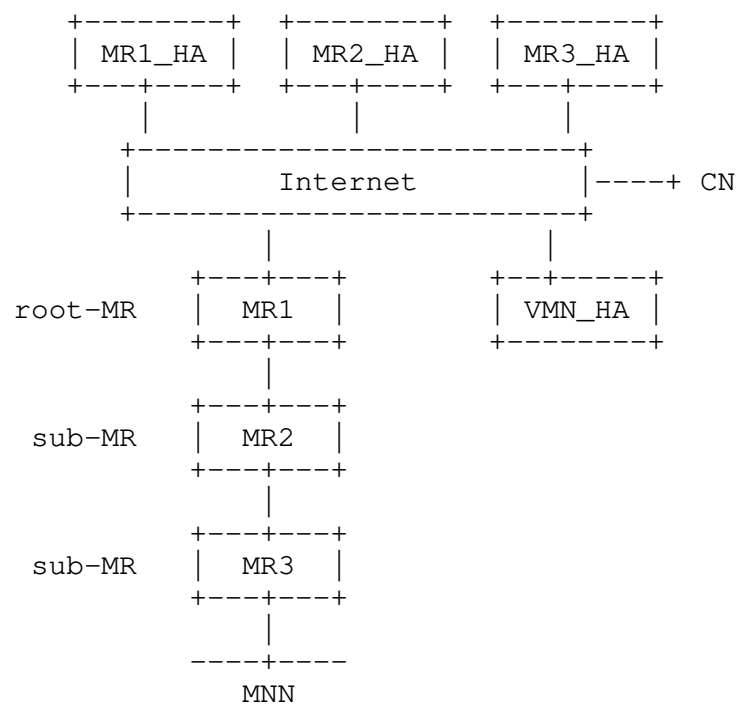 MR1_HA MR2_HA MR3_HA
Internet CN
root-MR MR1 VMN_HA
sub-MR MR2
sub-MR MR3
MNN